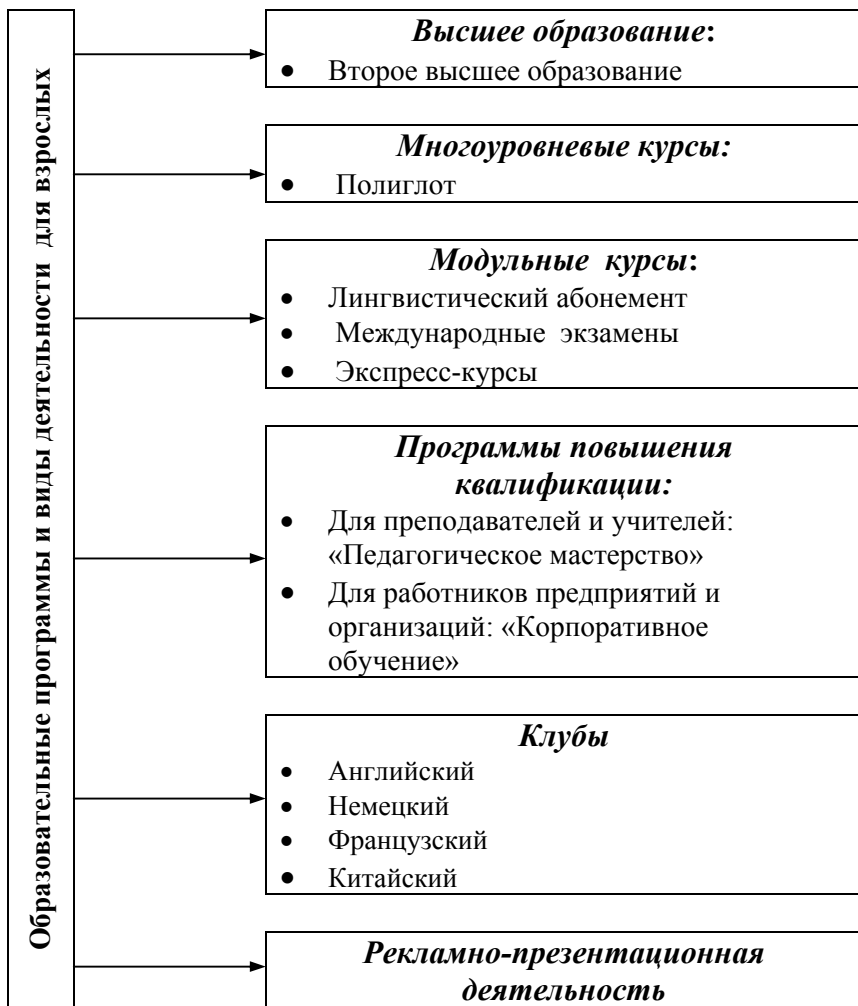 Образовательные программы и виды деятельности для взрослых
Высшее образование:
• Второе высшее образование
Многоуровневые курсы:
• Полиглот
Модульные курсы:
• Лингвистический абонемент
• Международные экзамены
• Экспресс-курсы
Программы повышения
квалификации:
• Для преподавателей и учителей:
«Педагогическое мастерство»
• Для работников предприятий и
организаций: «Корпоративное
обучение»
Клубы
• Английский
• Немецкий
• Французский
• Китайский
Рекламно-презентационная
деятельность